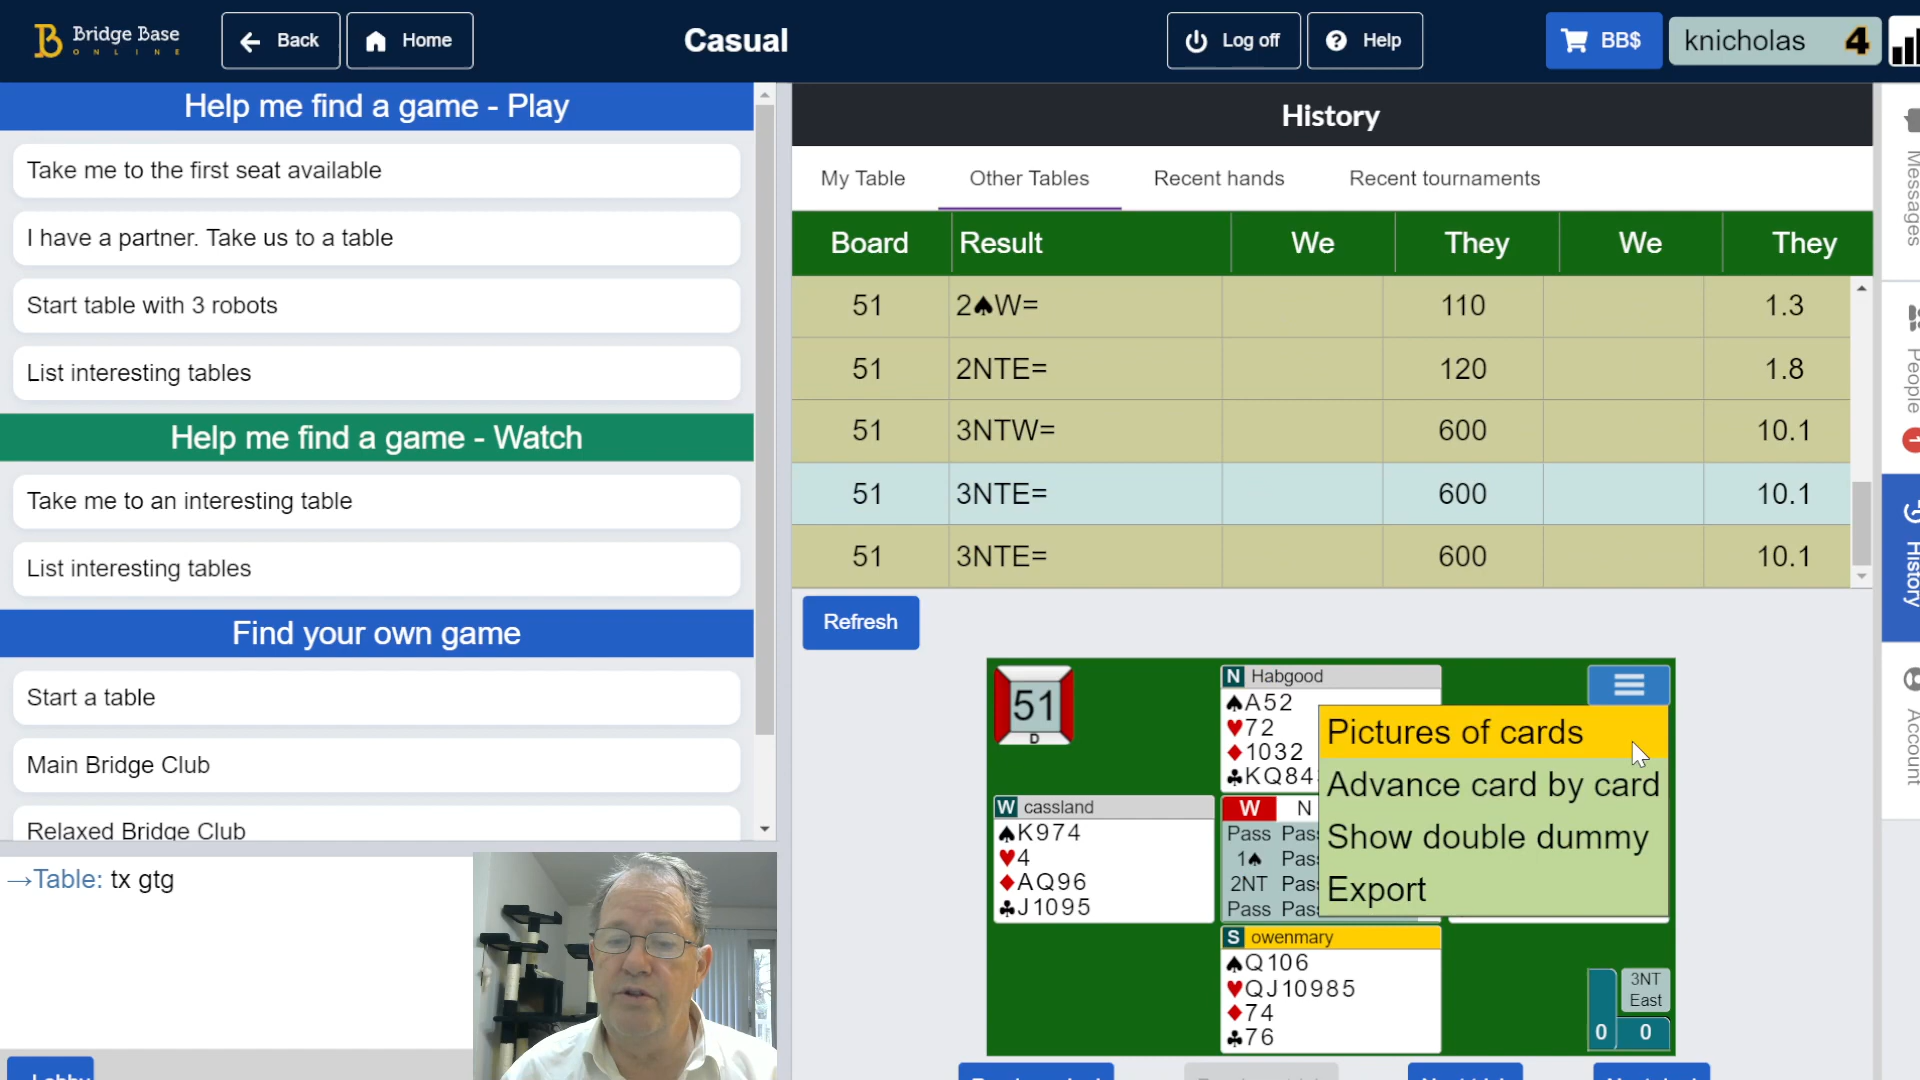 Bridge Base
ONLINE
Back
Home
Casual
Log off
Help
BB$
knicholas 4
Help me find a game - Play
Take me to the first seat available
I have a partner. Take us to a table
Start table with 3 robots
List interesting tables
Help me find a game - Watch
Take me to an interesting table
List interesting tables
Find your own game
Start a table
Main Bridge Club
Relaxed Bridge Club
→Table: tx gtg
History
My Table Other Tables Recent hands Recent tournaments
Board Result We They We They
51 2♠W= 110 1.3
51 2NTE= 120 1.8
51 3NTW= 600 10.1
51 3NTE= 600 10.1
51 3NTE= 600 10.1
Refresh
51
D
N Habgood
♠A52
♥72
♦1032
♣KQ84
Pictures of cards
Advance card by card
Show double dummy
Export
W cassland
♠K974
♥4
♦AQ96
♣J1095
W N
Pass Pass
1♠ Pass
2NT Pass
Pass Pass
S owenmary
♠Q106
♥QJ10985
♦74
♣76
3NT
East
0 0
Messages
People
History
Account